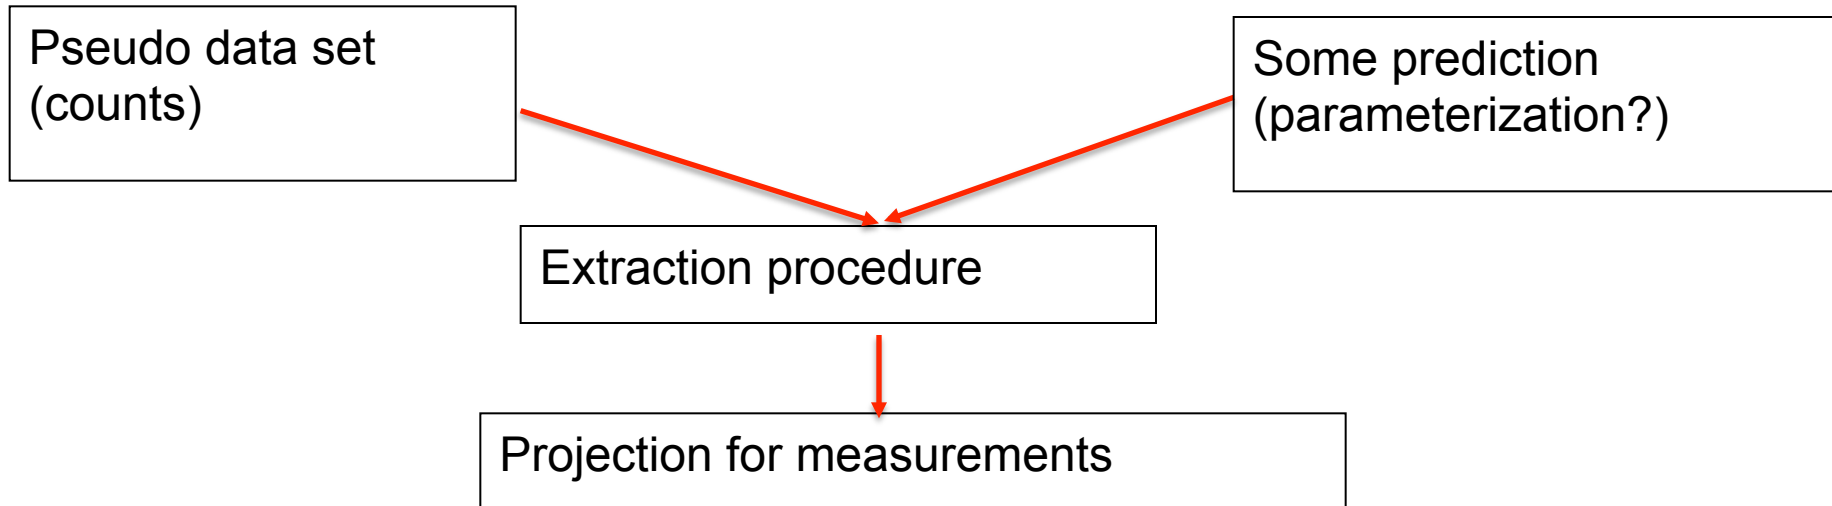 Pseudo data set
(counts)
Some prediction
(parameterization?)
Extraction procedure
Projection for measurements